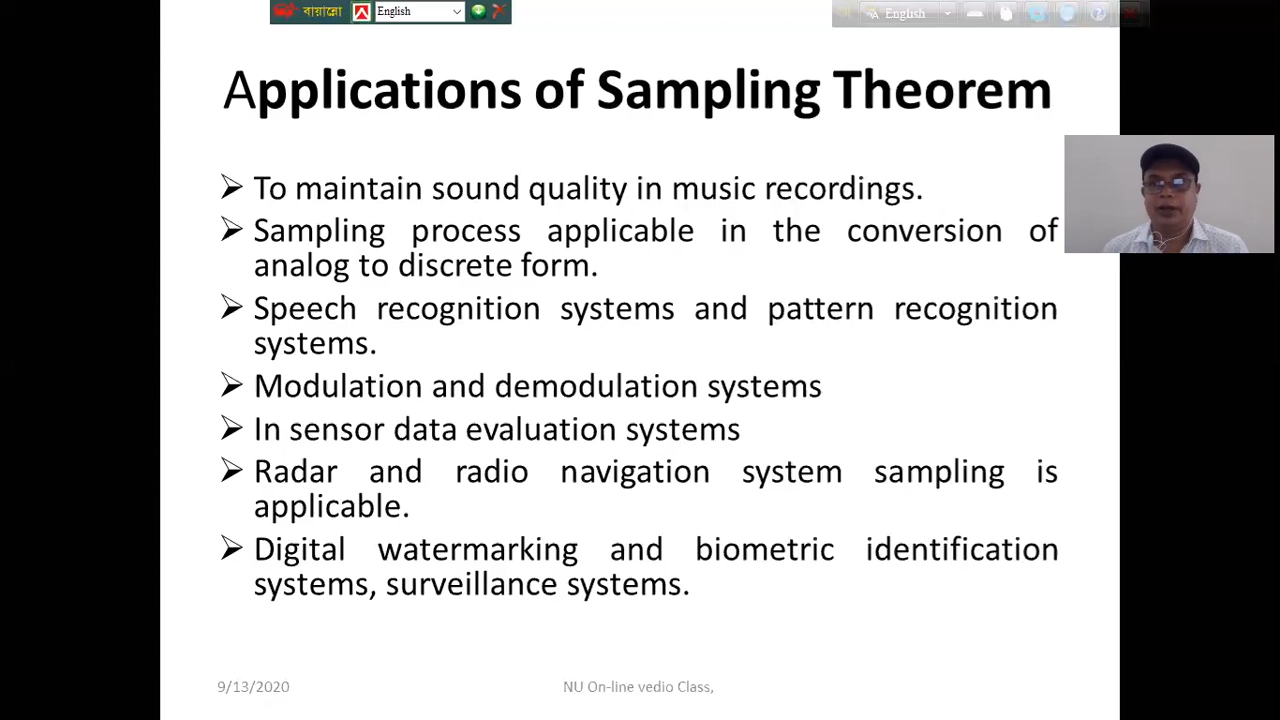 বায়ান্নো English
English
Applications of Sampling Theorem
➢ To maintain sound quality in music recordings.
➢ Sampling process applicable in the conversion of
analog to discrete form.
➢ Speech recognition systems and pattern recognition
systems.
➢ Modulation and demodulation systems
➢ In sensor data evaluation systems
➢ Radar and radio navigation system sampling is
applicable.
➢ Digital watermarking and biometric identification
systems, surveillance systems.
9/13/2020 NU On-line vedio Class,